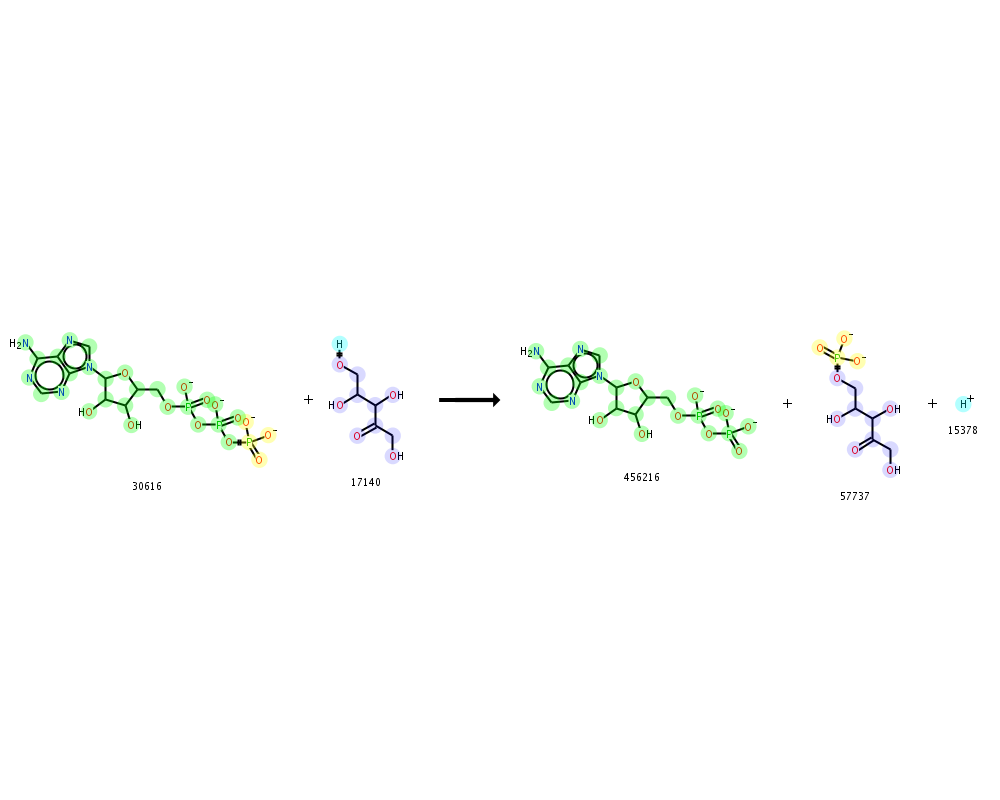 H₂N N N N N O HO OH O P O⁻ O O P O⁻ O O P O⁻ O⁻ O
30616
+
H O HO OH O OH
17140
H₂N N N N N O HO OH O P O⁻ O O P O⁻ O⁻ O
456216
+
O P O⁻ O⁻ O HO OH O OH
57737
+
H⁺
15378